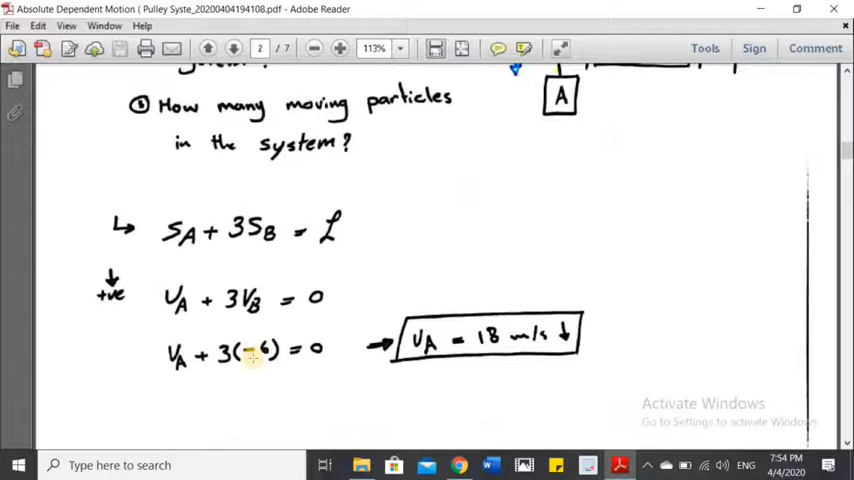 Absolute Dependent Motion ( Pulley Syste_20200404194108.pdf - Adobe Reader
File Edit View Window Help
2 / 7 113% Tools Sign Comment
③ How many moving particles
in the system?
A
↳ SA + 3SB = L
↓
+ve VA + 3VB = 0
VA + 3(-6) = 0 → VA = 18 m/s ↓
Activate Windows
Go to Settings to activate Windows.
Type here to search
ENG
7:54 PM
4/4/2020